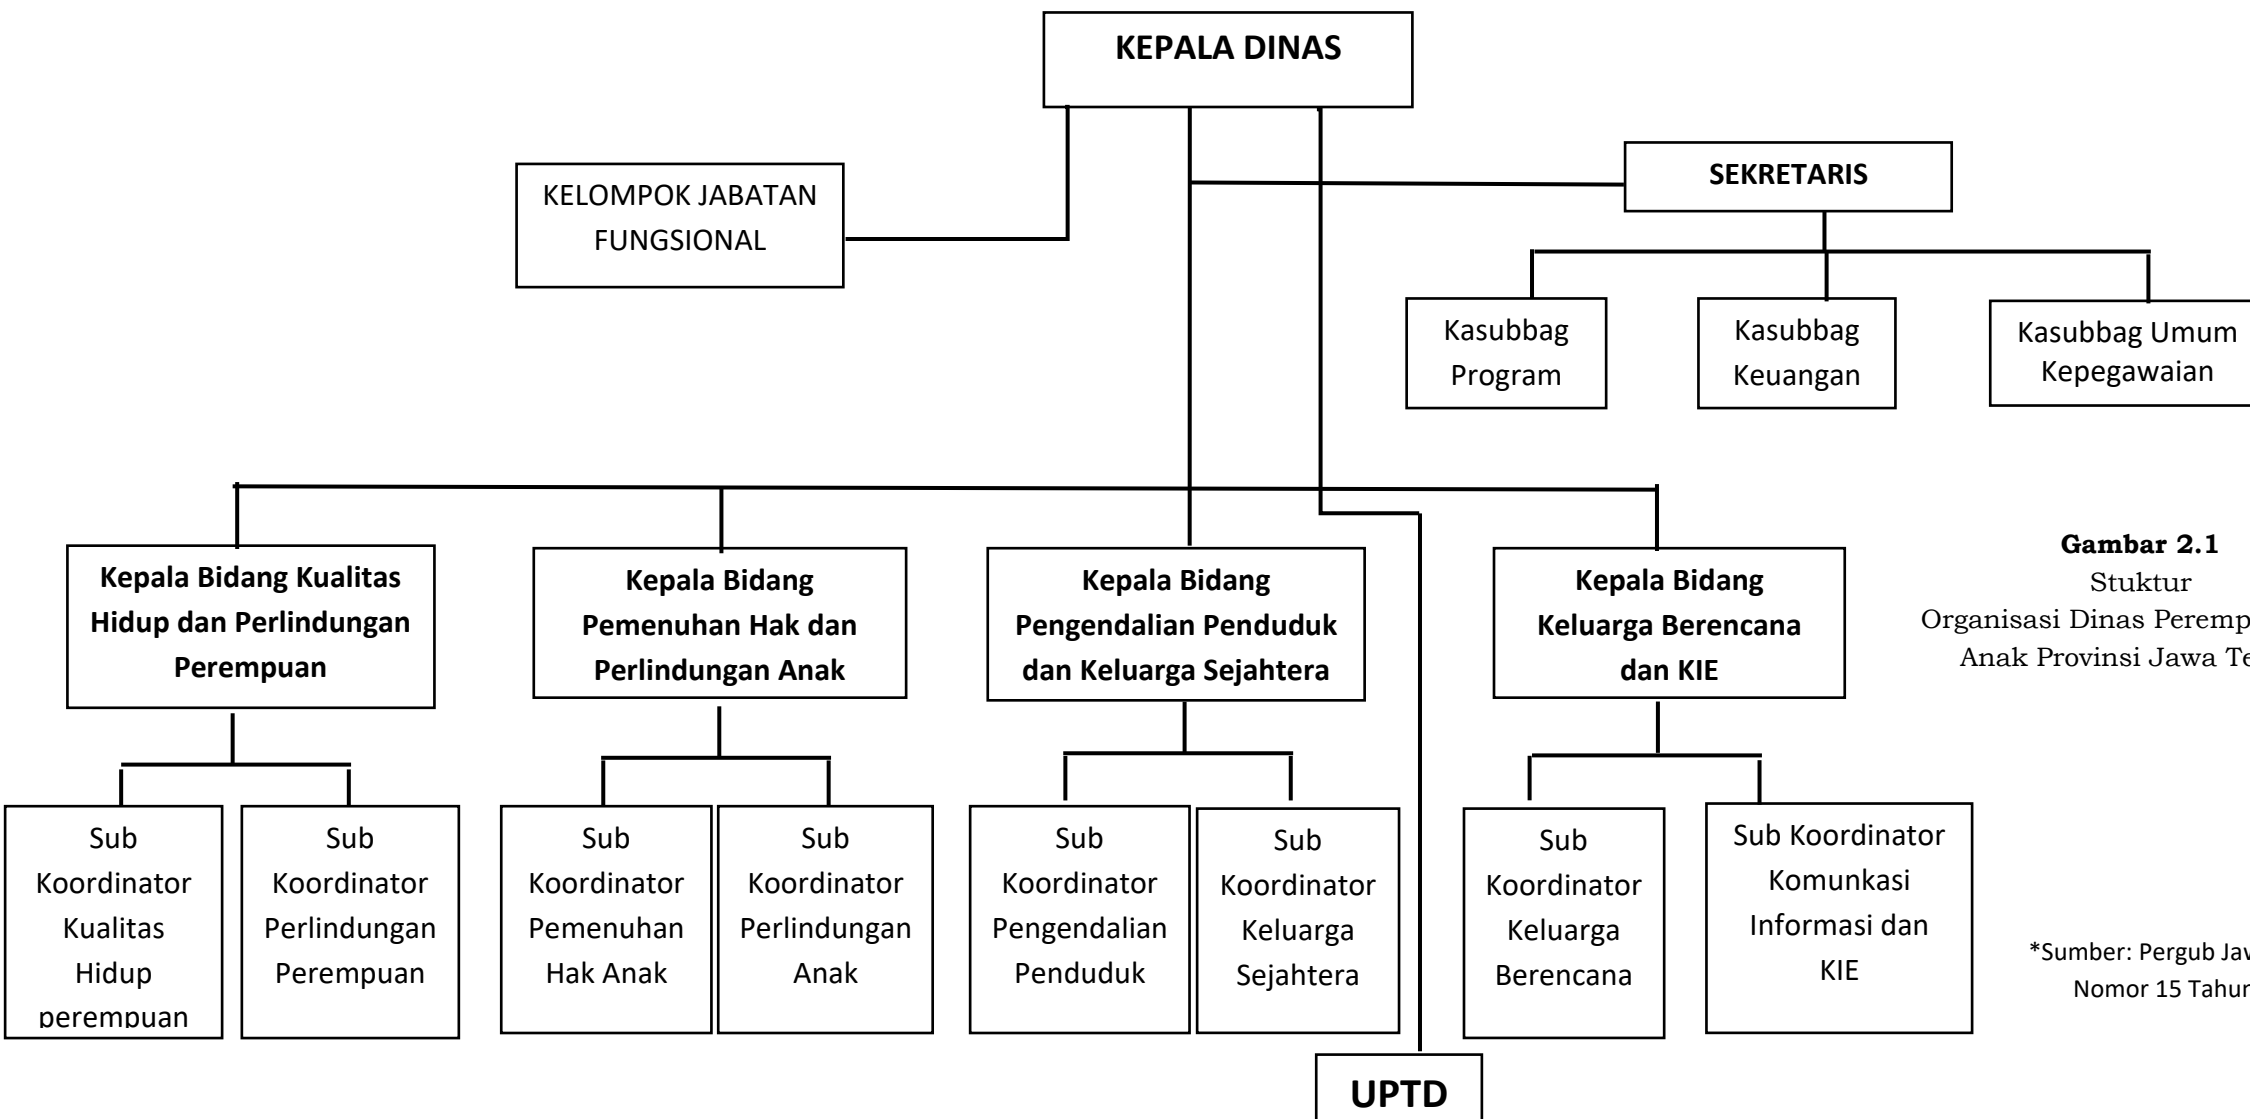 KEPALA DINAS
KELOMPOK JABATAN
FUNGSIONAL
SEKRETARIS
Kasubbag
Program
Kasubbag
Keuangan
Kasubbag Umum
Kepegawaian
Kepala Bidang Kualitas
Hidup dan Perlindungan
Perempuan
Kepala Bidang
Pemenuhan Hak dan
Perlindungan Anak
Kepala Bidang
Pengendalian Penduduk
dan Keluarga Sejahtera
Kepala Bidang
Keluarga Berencana
dan KIE
Gambar 2.1
Stuktur
Organisasi Dinas Peremp
Anak Provinsi Jawa Te
Sub
Koordinator
Kualitas
Hidup
perempuan
Sub
Koordinator
Perlindungan
Perempuan
Sub
Koordinator
Pemenuhan
Hak Anak
Sub
Koordinator
Perlindungan
Anak
Sub
Koordinator
Pengendalian
Penduduk
Sub
Koordinator
Keluarga
Sejahtera
Sub
Koordinator
Keluarga
Berencana
Sub Koordinator
Komunkasi
Informasi dan
KIE
*Sumber: Pergub Jaw
Nomor 15 Tahun
UPTD